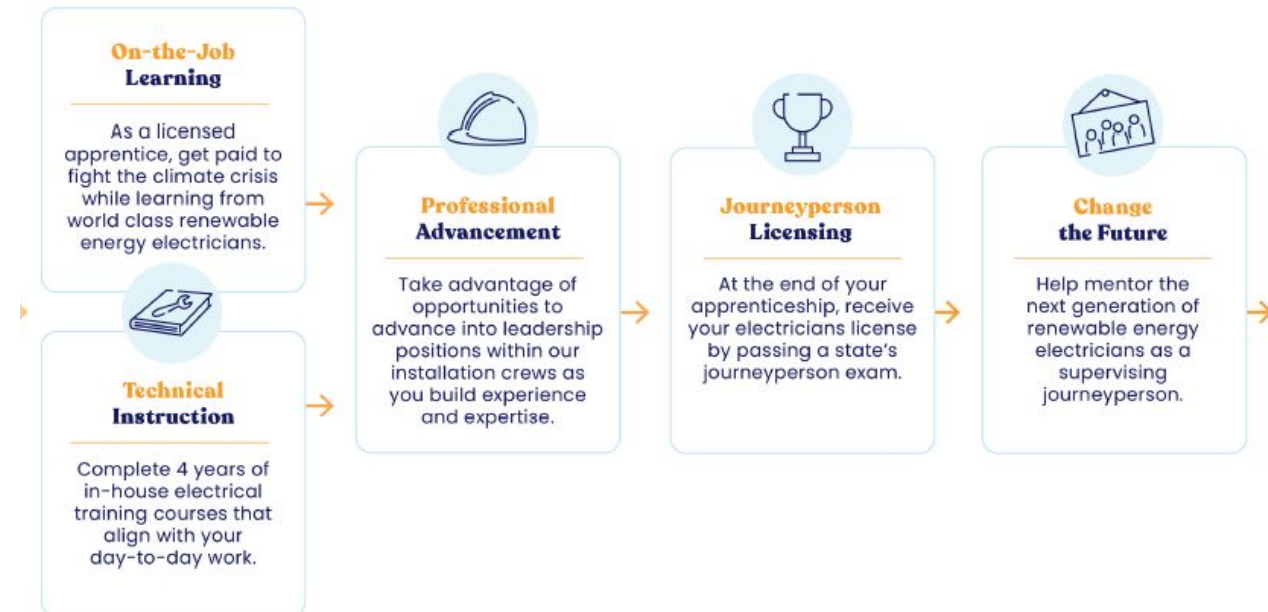 On-the-Job
Learning
As a licensed
apprentice, get paid to
fight the climate crisis
while learning from
world class renewable
energy electricians.
Technical
Instruction
Complete 4 years of
in-house electrical
training courses that
align with your
day-to-day work.
Professional
Advancement
Take advantage of
opportunities to
advance into leadership
positions within our
installation crews as
you build experience
and expertise.
Journeyperson
Licensing
At the end of your
apprenticeship, receive
your electricians license
by passing a state's
journeyperson exam.
Change
the Future
Help mentor the
next generation of
renewable energy
electricians as a
supervising
journeyperson.